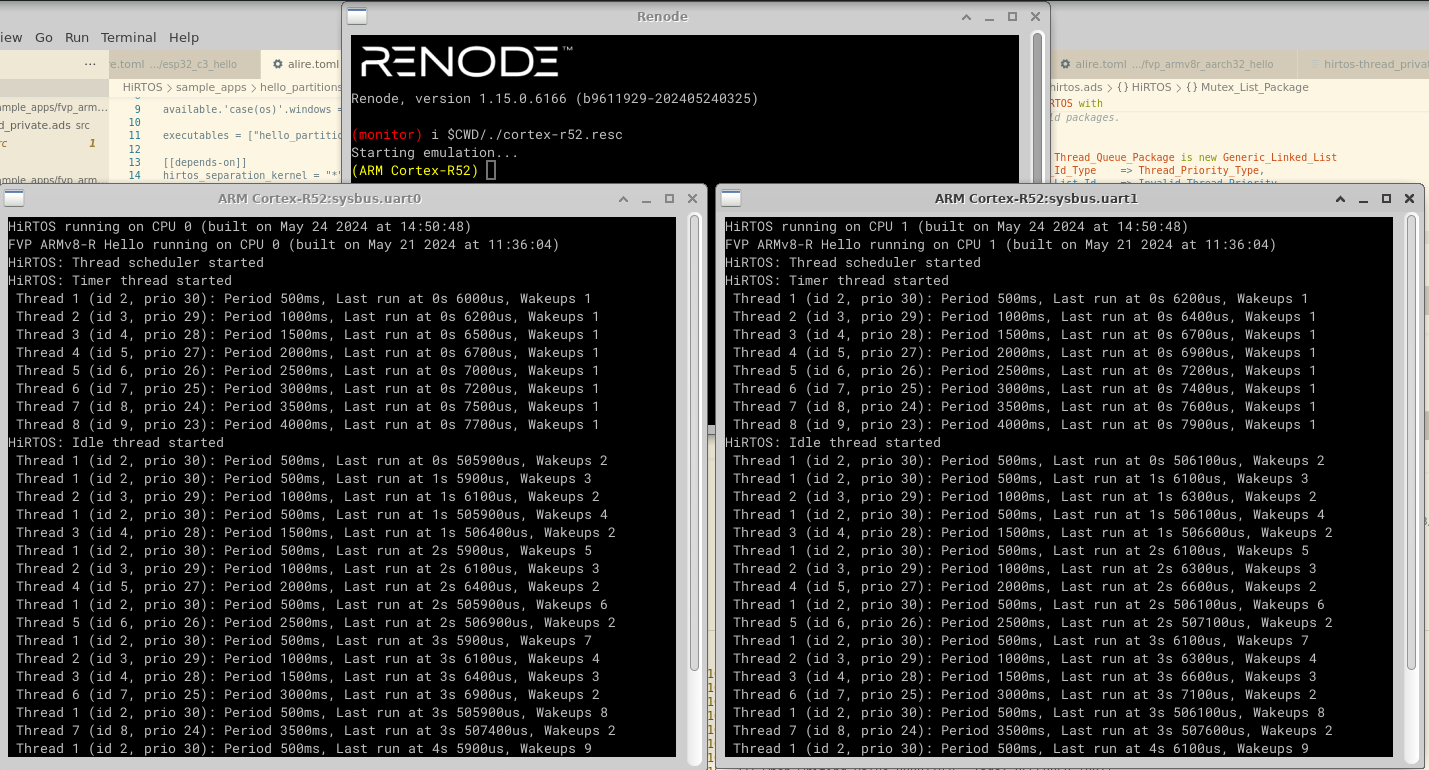 Renode
iew Go Run Terminal Help
RENODE™
··· re.toml .../esp32_c3_hello alire.toml
alire.toml .../fvp_armv8r_aarch32_hello hirtos-thread_privat
HiRTOS > sample_apps > hello_partitions
hirtos.ads > {} HiRTOS > {} Mutex_List_Package
Renode, version 1.15.0.6166 (b9611929-202405240325)
ample_apps/fvp_arm...
9 available.'case(os)'.windows =
RTOS with
d packages.
10
d_private.ads src
11 executables = ["hello_partitio
(monitor) i $CWD/./cortex-r52.resc
rc 1
12
Starting emulation...
13 [[depends-on]]
Thread_Queue_Package is new Generic_Linked_List
(ARM Cortex-R52)
_Id_Type => Thread_Priority_Type,
ample_apps/fvp_arm...
14 hirtos_separation_kernel = "*"
List_Id => Invalid_Thread_Priority,
ARM Cortex-R52:sysbus.uart0
HiRTOS running on CPU 0 (built on May 24 2024 at 14:50:48)
FVP ARMv8-R Hello running on CPU 0 (built on May 21 2024 at 11:36:04)
HiRTOS: Thread scheduler started
HiRTOS: Timer thread started
Thread 1 (id 2, prio 30): Period 500ms, Last run at 0s 6000us, Wakeups 1
Thread 2 (id 3, prio 29): Period 1000ms, Last run at 0s 6200us, Wakeups 1
Thread 3 (id 4, prio 28): Period 1500ms, Last run at 0s 6500us, Wakeups 1
Thread 4 (id 5, prio 27): Period 2000ms, Last run at 0s 6700us, Wakeups 1
Thread 5 (id 6, prio 26): Period 2500ms, Last run at 0s 7000us, Wakeups 1
Thread 6 (id 7, prio 25): Period 3000ms, Last run at 0s 7200us, Wakeups 1
Thread 7 (id 8, prio 24): Period 3500ms, Last run at 0s 7500us, Wakeups 1
Thread 8 (id 9, prio 23): Period 4000ms, Last run at 0s 7700us, Wakeups 1
HiRTOS: Idle thread started
Thread 1 (id 2, prio 30): Period 500ms, Last run at 0s 505900us, Wakeups 2
Thread 1 (id 2, prio 30): Period 500ms, Last run at 1s 5900us, Wakeups 3
Thread 2 (id 3, prio 29): Period 1000ms, Last run at 1s 6100us, Wakeups 2
Thread 1 (id 2, prio 30): Period 500ms, Last run at 1s 505900us, Wakeups 4
Thread 3 (id 4, prio 28): Period 1500ms, Last run at 1s 506400us, Wakeups 2
Thread 1 (id 2, prio 30): Period 500ms, Last run at 2s 5900us, Wakeups 5
Thread 2 (id 3, prio 29): Period 1000ms, Last run at 2s 6100us, Wakeups 3
Thread 4 (id 5, prio 27): Period 2000ms, Last run at 2s 6400us, Wakeups 2
Thread 1 (id 2, prio 30): Period 500ms, Last run at 2s 505900us, Wakeups 6
Thread 5 (id 6, prio 26): Period 2500ms, Last run at 2s 506900us, Wakeups 2
Thread 1 (id 2, prio 30): Period 500ms, Last run at 3s 5900us, Wakeups 7
Thread 2 (id 3, prio 29): Period 1000ms, Last run at 3s 6100us, Wakeups 4
Thread 3 (id 4, prio 28): Period 1500ms, Last run at 3s 6400us, Wakeups 3
Thread 6 (id 7, prio 25): Period 3000ms, Last run at 3s 6900us, Wakeups 2
Thread 1 (id 2, prio 30): Period 500ms, Last run at 3s 505900us, Wakeups 8
Thread 7 (id 8, prio 24): Period 3500ms, Last run at 3s 507400us, Wakeups 2
Thread 1 (id 2, prio 30): Period 500ms, Last run at 4s 5900us, Wakeups 9
ARM Cortex-R52:sysbus.uart1
HiRTOS running on CPU 1 (built on May 24 2024 at 14:50:48)
FVP ARMv8-R Hello running on CPU 1 (built on May 21 2024 at 11:36:04)
HiRTOS: Thread scheduler started
HiRTOS: Timer thread started
Thread 1 (id 2, prio 30): Period 500ms, Last run at 0s 6200us, Wakeups 1
Thread 2 (id 3, prio 29): Period 1000ms, Last run at 0s 6400us, Wakeups 1
Thread 3 (id 4, prio 28): Period 1500ms, Last run at 0s 6700us, Wakeups 1
Thread 4 (id 5, prio 27): Period 2000ms, Last run at 0s 6900us, Wakeups 1
Thread 5 (id 6, prio 26): Period 2500ms, Last run at 0s 7200us, Wakeups 1
Thread 6 (id 7, prio 25): Period 3000ms, Last run at 0s 7400us, Wakeups 1
Thread 7 (id 8, prio 24): Period 3500ms, Last run at 0s 7600us, Wakeups 1
Thread 8 (id 9, prio 23): Period 4000ms, Last run at 0s 7900us, Wakeups 1
HiRTOS: Idle thread started
Thread 1 (id 2, prio 30): Period 500ms, Last run at 0s 506100us, Wakeups 2
Thread 1 (id 2, prio 30): Period 500ms, Last run at 1s 6100us, Wakeups 3
Thread 2 (id 3, prio 29): Period 1000ms, Last run at 1s 6300us, Wakeups 2
Thread 1 (id 2, prio 30): Period 500ms, Last run at 1s 506100us, Wakeups 4
Thread 3 (id 4, prio 28): Period 1500ms, Last run at 1s 506600us, Wakeups 2
Thread 1 (id 2, prio 30): Period 500ms, Last run at 2s 6100us, Wakeups 5
Thread 2 (id 3, prio 29): Period 1000ms, Last run at 2s 6300us, Wakeups 3
Thread 4 (id 5, prio 27): Period 2000ms, Last run at 2s 6600us, Wakeups 2
Thread 1 (id 2, prio 30): Period 500ms, Last run at 2s 506100us, Wakeups 6
Thread 5 (id 6, prio 26): Period 2500ms, Last run at 2s 507100us, Wakeups 2
Thread 1 (id 2, prio 30): Period 500ms, Last run at 3s 6100us, Wakeups 7
Thread 2 (id 3, prio 29): Period 1000ms, Last run at 3s 6300us, Wakeups 4
Thread 3 (id 4, prio 28): Period 1500ms, Last run at 3s 6600us, Wakeups 3
Thread 6 (id 7, prio 25): Period 3000ms, Last run at 3s 7100us, Wakeups 2
Thread 1 (id 2, prio 30): Period 500ms, Last run at 3s 506100us, Wakeups 8
Thread 7 (id 8, prio 24): Period 3500ms, Last run at 3s 507600us, Wakeups 2
Thread 1 (id 2, prio 30): Period 500ms, Last run at 4s 6100us, Wakeups 9